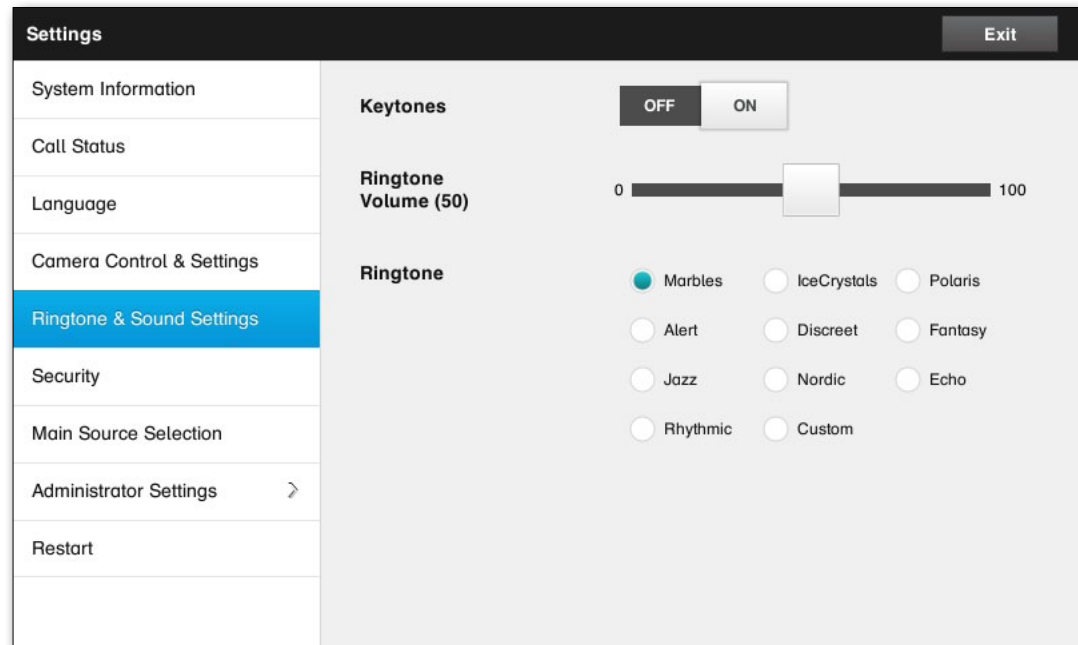 Settings
Exit
System Information
Call Status
Language
Camera Control & Settings
Ringtone & Sound Settings
Security
Main Source Selection
Administrator Settings
Restart
Keytones
OFF ON
Ringtone
Volume (50)
0 100
Ringtone
Marbles IceCrystals Polaris
Alert Discreet Fantasy
Jazz Nordic Echo
Rhythmic Custom